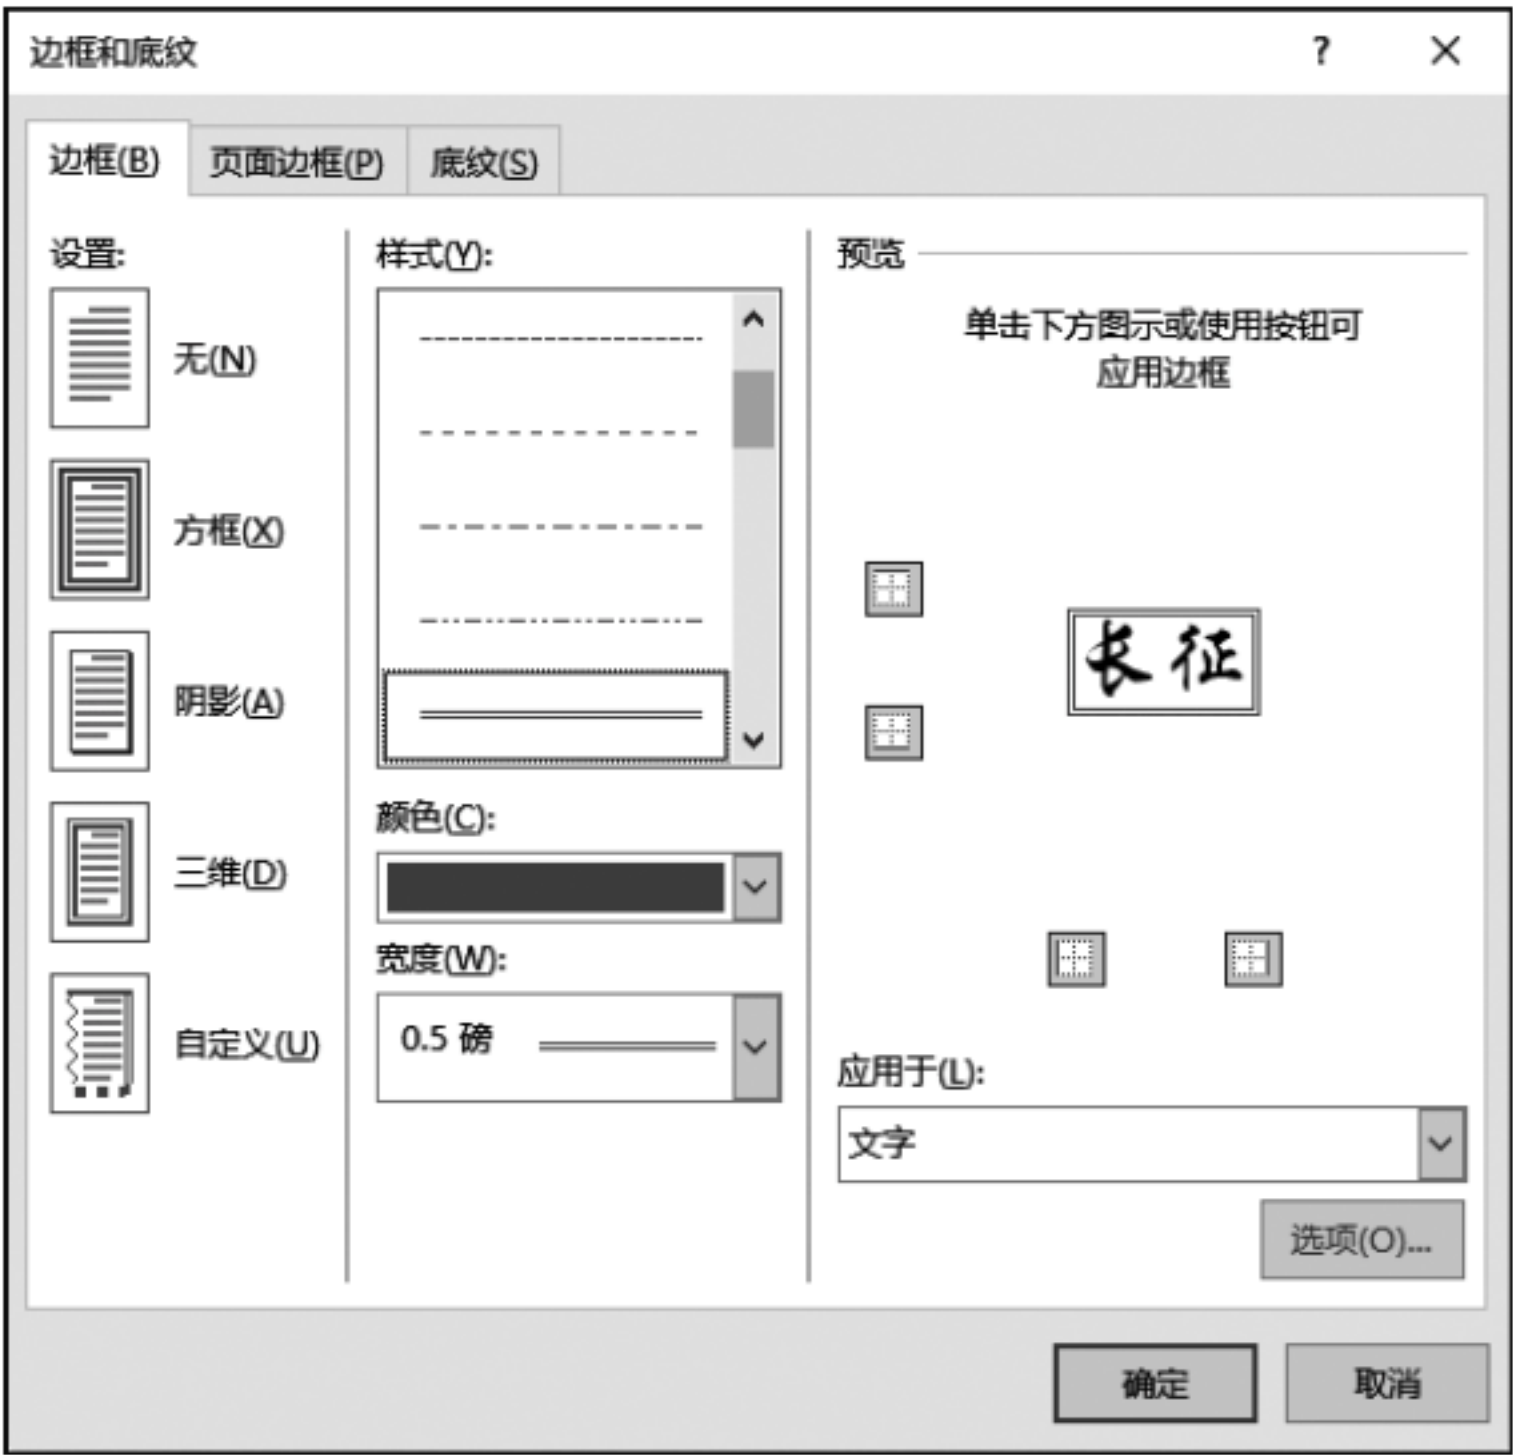 边框和底纹
? ×
边框(B) 页面边框(P) 底纹(S)
设置:
无(N)
方框(X)
阴影(A)
三维(D)
自定义(U)
样式(Y):
颜色(C):
宽度(W):
0.5 磅
预览
单击下方图示或使用按钮可
应用边框
长征
应用于(L):
文字
选项(O)...
确定 取消